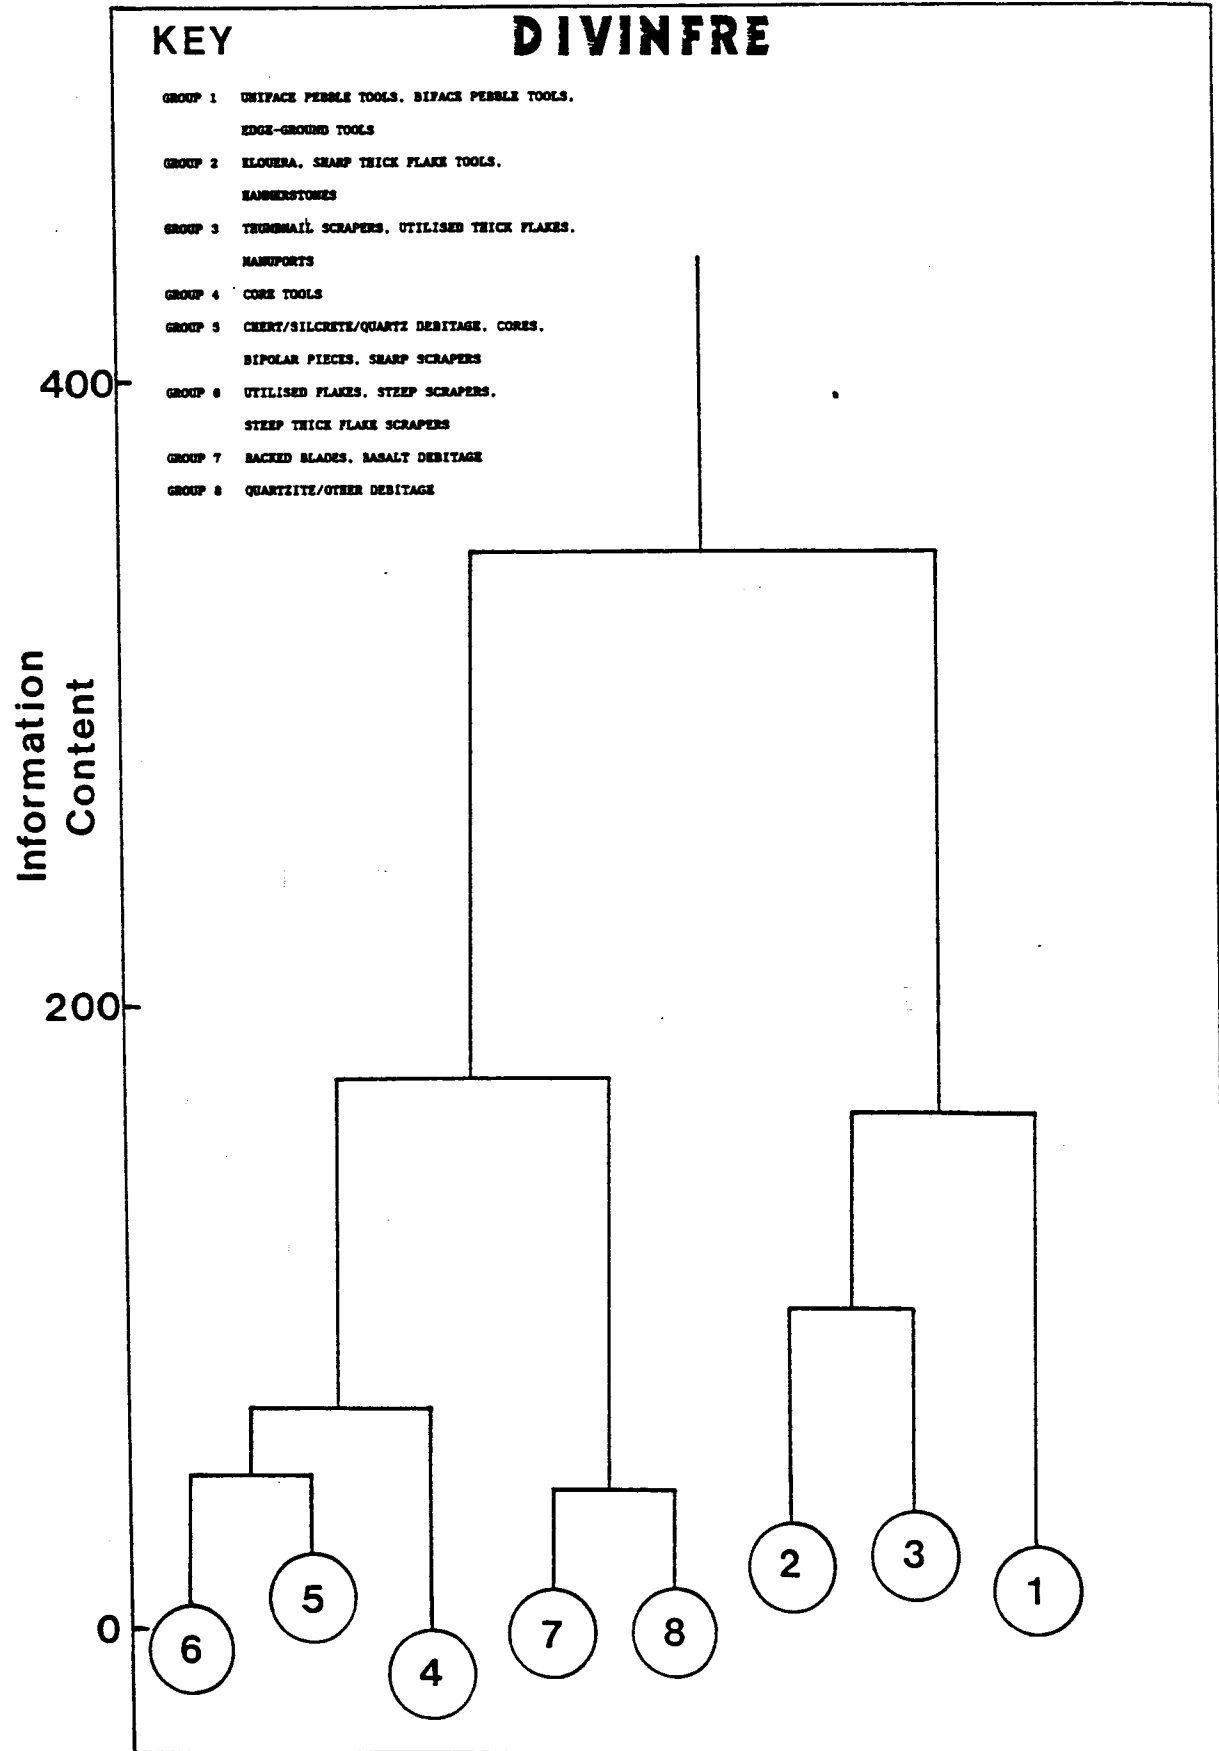 KEY DIVINFRE
GROUP 1 UNIFACE PEBBLE TOOLS, BIFACE PEBBLE TOOLS,
EDGE-GROUND TOOLS
GROUP 2 ELOUERA, SHARP THICK FLAKE TOOLS,
HAMMERSTONES
GROUP 3 THUMBNAIL SCRAPERS, UTILISED THICK FLAKES,
MANUPORTS
GROUP 4 CORE TOOLS
GROUP 5 CHERT/SILCRETE/QUARTZ DEBITAGE, CORES,
BIPOLAR PIECES, SHARP SCRAPERS
GROUP 6 UTILISED FLAKES, STEEP SCRAPERS,
STEEP THICK FLAKE SCRAPERS
GROUP 7 BACKED BLADES, BASALT DEBITAGE
GROUP 8 QUARTZITE/OTHER DEBITAGE
400
Information
Content
200
0
6
5
4
7
8
2
3
1